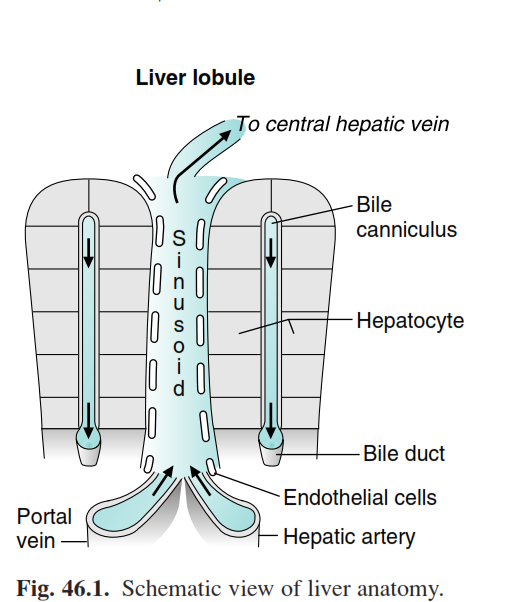 Liver lobule
To central hepatic vein
Bile
canniculus
Sinusoid
Hepatocyte
Bile duct
Endothelial cells
Portal
vein
Hepatic artery
Fig. 46.1. Schematic view of liver anatomy.